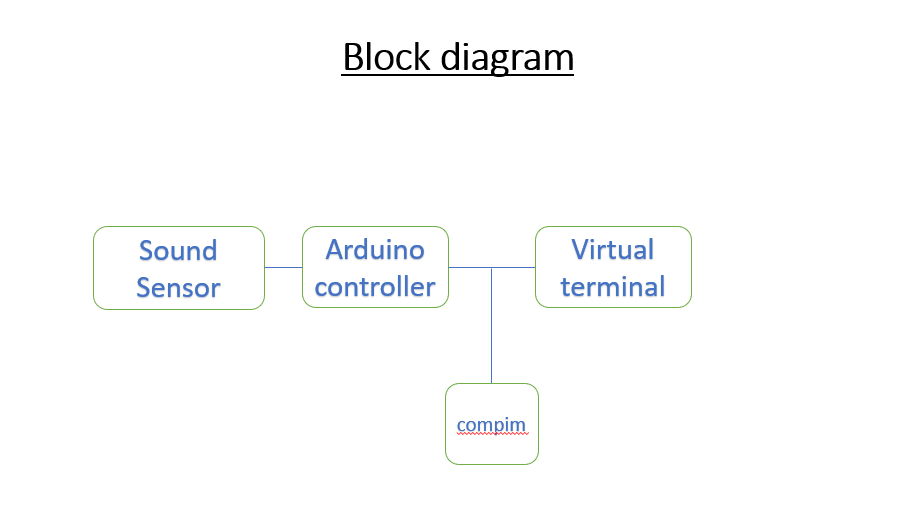 Block diagram
Sound
Sensor
Arduino
controller
Virtual
terminal
compim